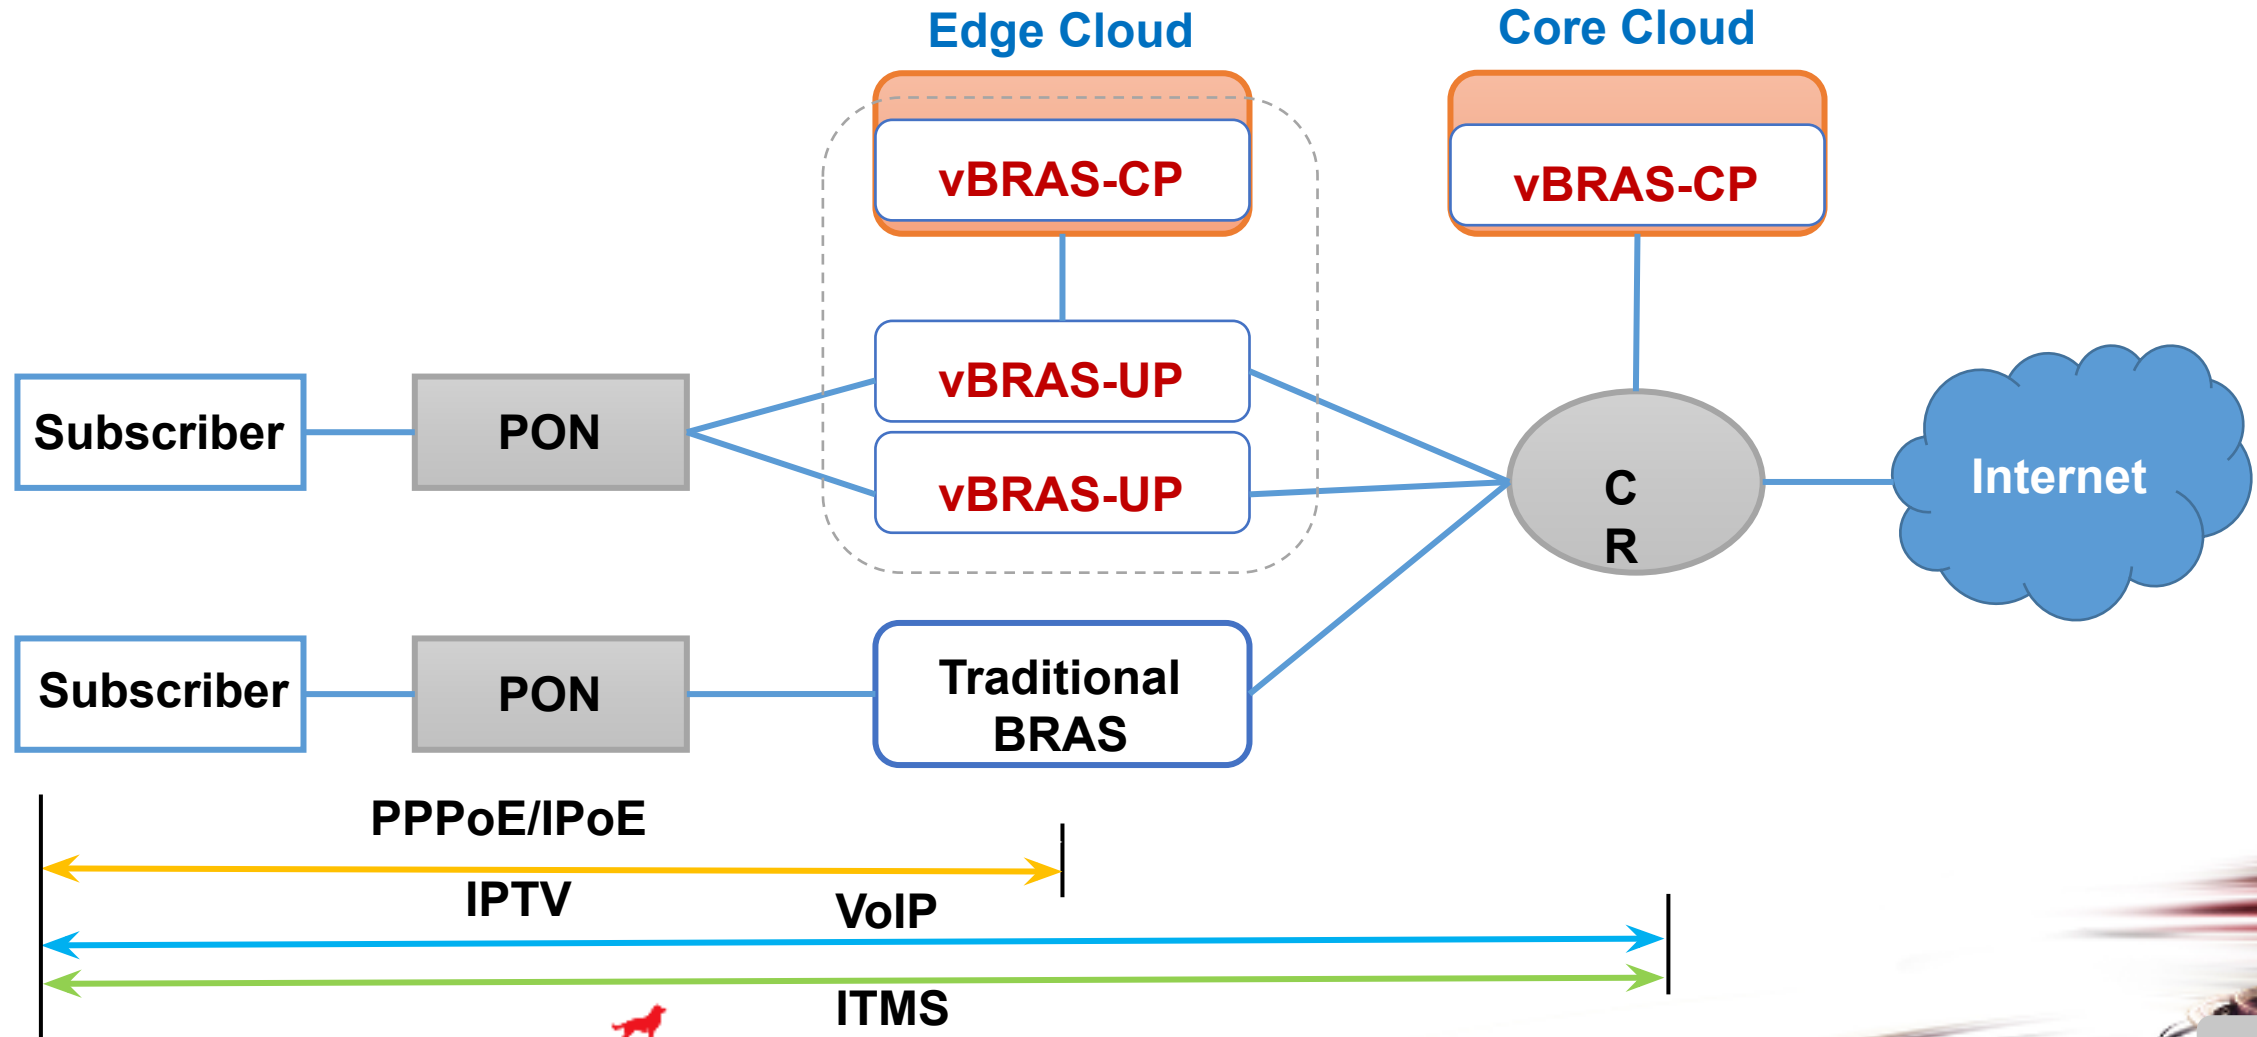 Edge Cloud
Core Cloud
vBRAS-CP
vBRAS-CP
vBRAS-UP
Subscriber
PON
vBRAS-UP
C
R
Internet
Subscriber
PON
Traditional
BRAS
PPPoE/IPoE
IPTV
VoIP
ITMS